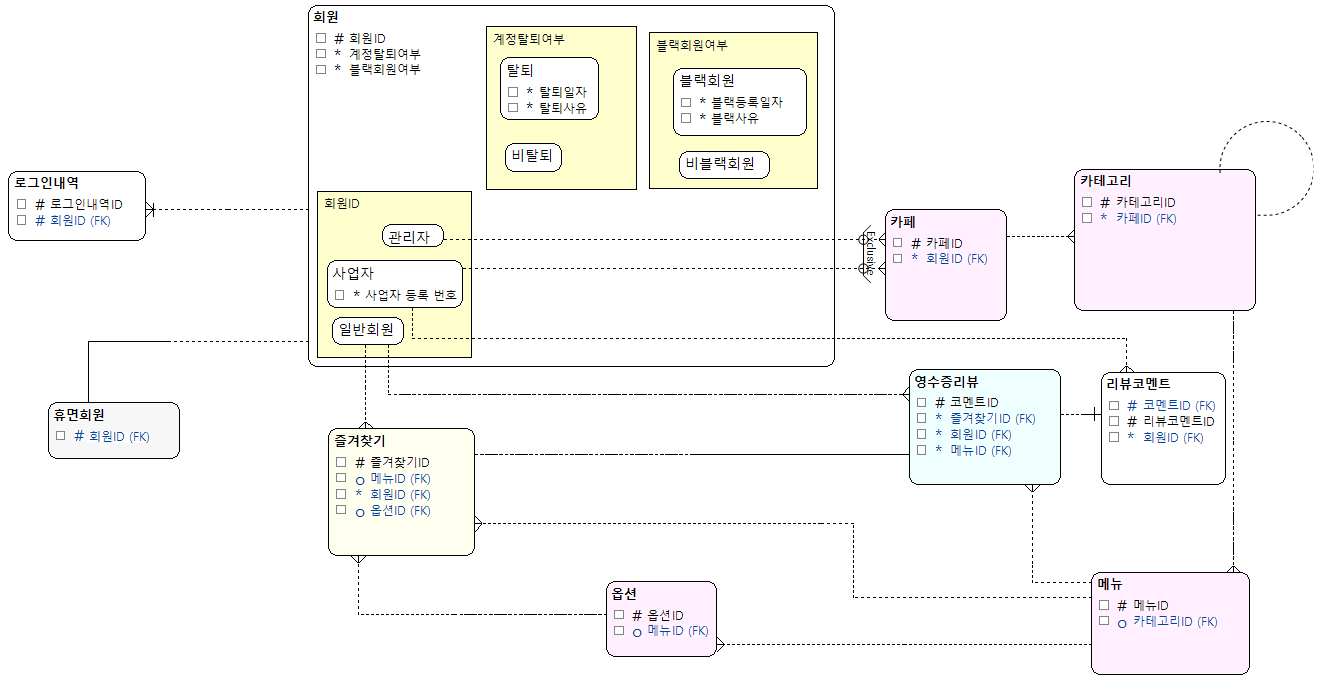 회원
# 회원ID
* 계정탈퇴여부
* 블랙회원여부
계정탈퇴여부
탈퇴
* 탈퇴일자
* 탈퇴사유
비탈퇴
블랙회원여부
블랙회원
* 블랙등록일자
* 블랙사유
비블랙회원
회원ID
관리자
사업자
* 사업자 등록 번호
일반회원
로그인내역
# 로그인내역ID
# 회원ID (FK)
휴면회원
# 회원ID (FK)
Exclusive
카페
# 카페ID
* 회원ID (FK)
카테고리
# 카테고리ID
* 카페ID (FK)
영수증리뷰
# 코멘트ID
* 즐겨찾기ID (FK)
* 회원ID (FK)
* 메뉴ID (FK)
리뷰코멘트
# 코멘트ID (FK)
# 리뷰코멘트ID
* 회원ID (FK)
즐겨찾기
# 즐겨찾기ID
o 메뉴ID (FK)
* 회원ID (FK)
o 옵션ID (FK)
옵션
# 옵션ID
o 메뉴ID (FK)
메뉴
# 메뉴ID
o 카테고리ID (FK)